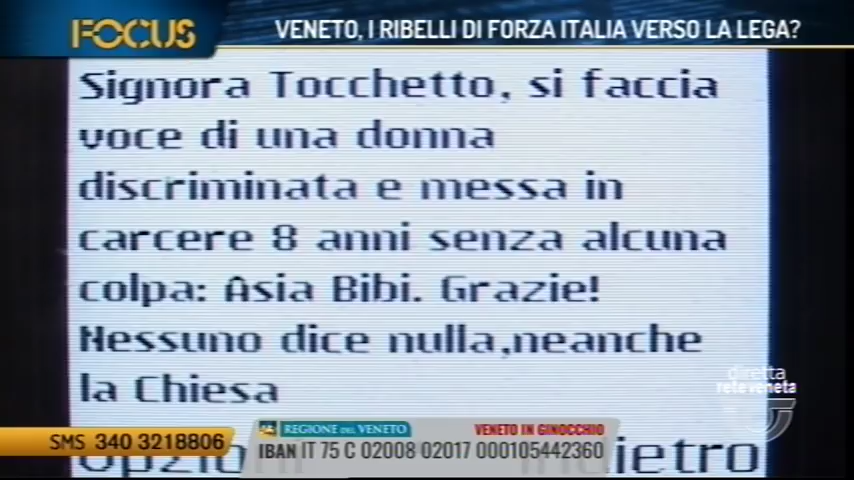 FOCUS
VENETO, I RIBELLI DI FORZA ITALIA VERSO LA LEGA?
Signora Tocchetto, si faccia
voce di una donna
discriminata e messa in
carcere 8 anni senza alcuna
colpa: Asia Bibi. Grazie!
Nessuno dice nulla,neanche
la Chiesa
diretta
reteveneta
REGIONE DEL VENETO
VENETO IN GINOCCHIO
SMS 340 3218806
IBAN IT 75 C 02008 02017 000105442360
Opzioni
Indietro